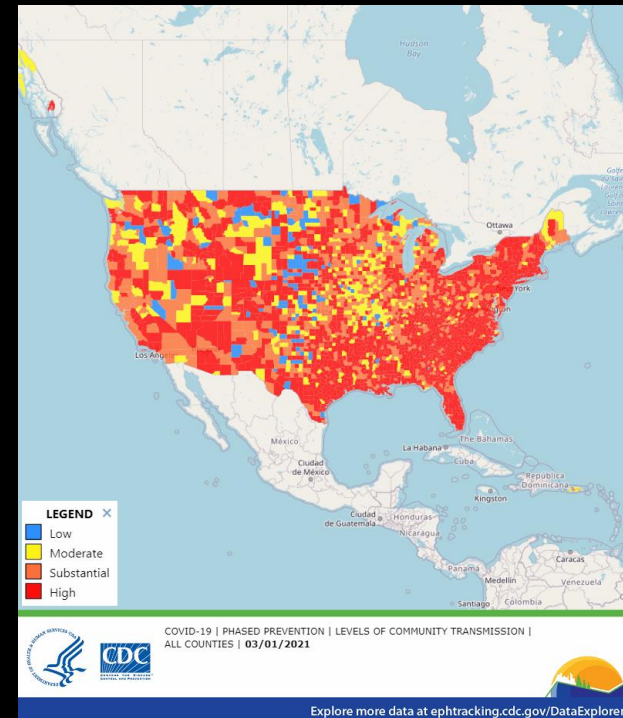 Hudson
Bay
Ottawa
York
Los Ang
México
Ciudad
de México
La Habana
The Bahamas
Cuba
República
Dominicana
Kingston
Ciudad
de Guatemala
Honduras
Nicaragua
Panamá
Caracas
Medellín
Venezuela
Santiago
Colombia
LEGEND ×
Low
Moderate
Substantial
High
CDC
COVID-19 | PHASED PREVENTION | LEVELS OF COMMUNITY TRANSMISSION |
ALL COUNTIES | 03/01/2021
Explore more data at ephtracking.cdc.gov/DataExplorer